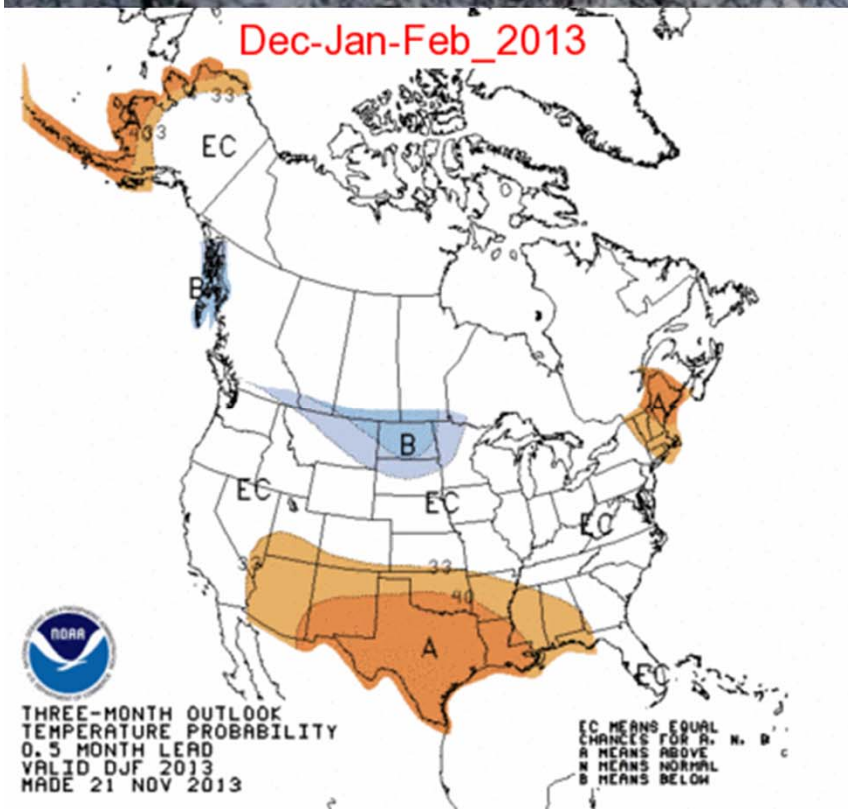 Dec-Jan-Feb_2013
33
EC
B
A
B
EC
EC
EC
33
40
A
NOAA
EC
THREE-MONTH OUTLOOK
TEMPERATURE PROBABILITY
0.5 MONTH LEAD
VALID DJF 2013
MADE 21 NOV 2013
EC MEANS EQUAL
CHANCES FOR A, N, B
A MEANS ABOVE
N MEANS NORMAL
B MEANS BELOW